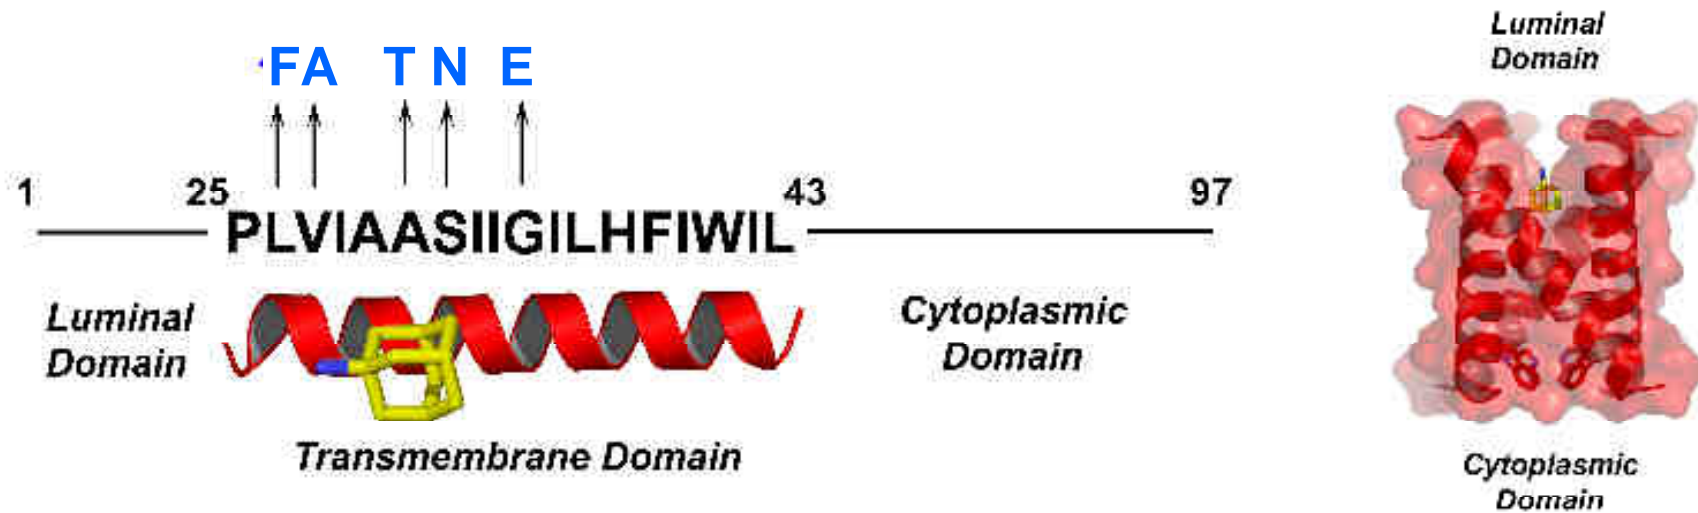 FA T N E
1 25 PLVIAASIIGILHFIWIL 43 97
Luminal
Domain
Cytoplasmic
Domain
Transmembrane Domain
Luminal
Domain
Cytoplasmic
Domain